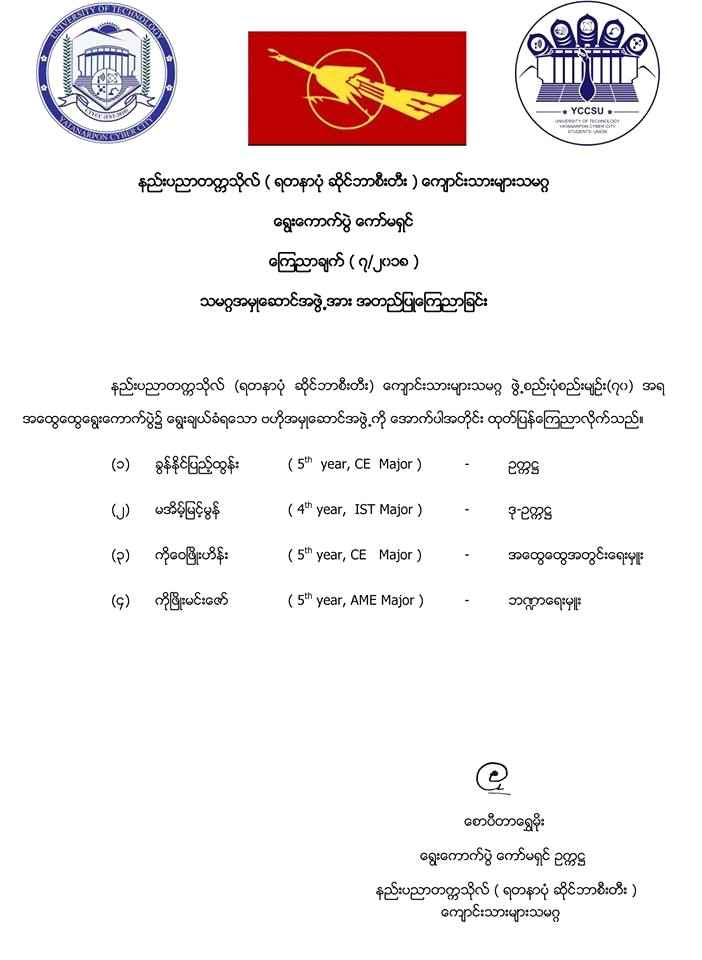 UNIVERSITY OF TECHNOLOGY
YATANARPON CYBER CITY
YCCSU
UNIVERSITY OF TECHNOLOGY
YATANARPON CYBER CITY
STUDENTS' UNION
နည်းပညာတက္ကသိုလ် ( ရတနာပုံ ဆိုင်ဘာစီးတီး ) ကျောင်းသားများသမဂ္ဂ
ရွေးကောက်ပွဲ ကော်မရှင်
ကြေညာချက် ( ၇/၂၀၁၈ )
သမဂ္ဂအမှုဆောင်အဖွဲ့အား အတည်ပြုကြေညာခြင်း
နည်းပညာတက္ကသိုလ် (ရတနာပုံ ဆိုင်ဘာစီးတီး) ကျောင်းသားများသမဂ္ဂ ဖွဲ့စည်းပုံစည်းမျဉ်း(၇၀) အရ
အထွေထွေရွေးကောက်ပွဲ၌ ရွေးချယ်ခံရသော ဗဟိုအမှုဆောင်အဖွဲ့ကို အောက်ပါအတိုင်း ထုတ်ပြန်ကြေညာလိုက်သည်။
(၁) ခွန်နိုင်ပြည့်ထွန်း ( 5th year, CE Major ) - ဥက္ကဋ္ဌ
(၂) မအိမ့်မြင့်မွန် ( 4th year, IST Major ) - ဒု-ဥက္ကဋ္ဌ
(၃) ကိုဝေဖြိုးဟိန်း ( 5th year, CE Major ) - အထွေထွေအတွင်းရေးမှူး
(၄) ကိုဖြိုးမင်းဇော် ( 5th year, AME Major ) - ဘဏ္ဍာရေးမှူး
စောပီတာရွှေမိုး
ရွေးကောက်ပွဲ ကော်မရှင် ဥက္ကဋ္ဌ
နည်းပညာတက္ကသိုလ် ( ရတနာပုံ ဆိုင်ဘာစီးတီး )
ကျောင်းသားများသမဂ္ဂ